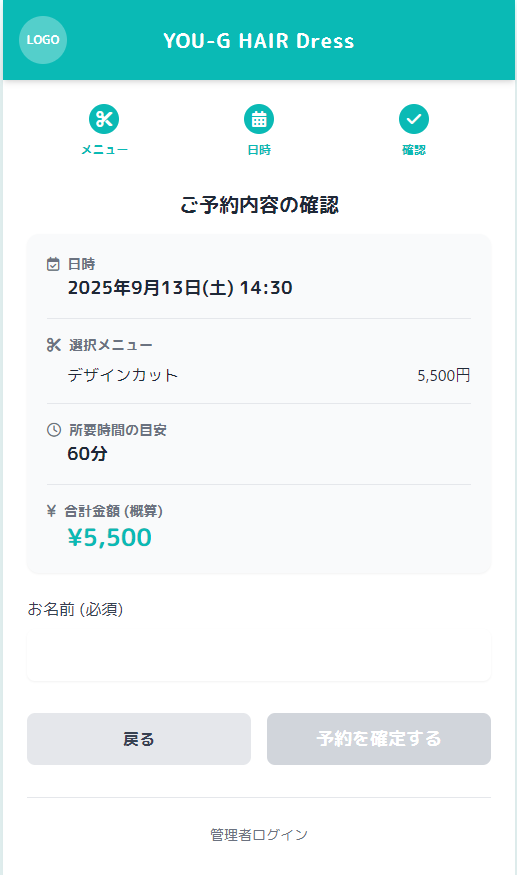 LOGO
YOU-G HAIR Dress
メニュー
日時
確認
ご予約内容の確認
日時
2025年9月13日(土) 14:30
選択メニュー
デザインカット 5,500円
所要時間の目安
60分
¥ 合計金額 (概算)
¥5,500
お名前 (必須)
戻る
予約を確定する
管理者ログイン